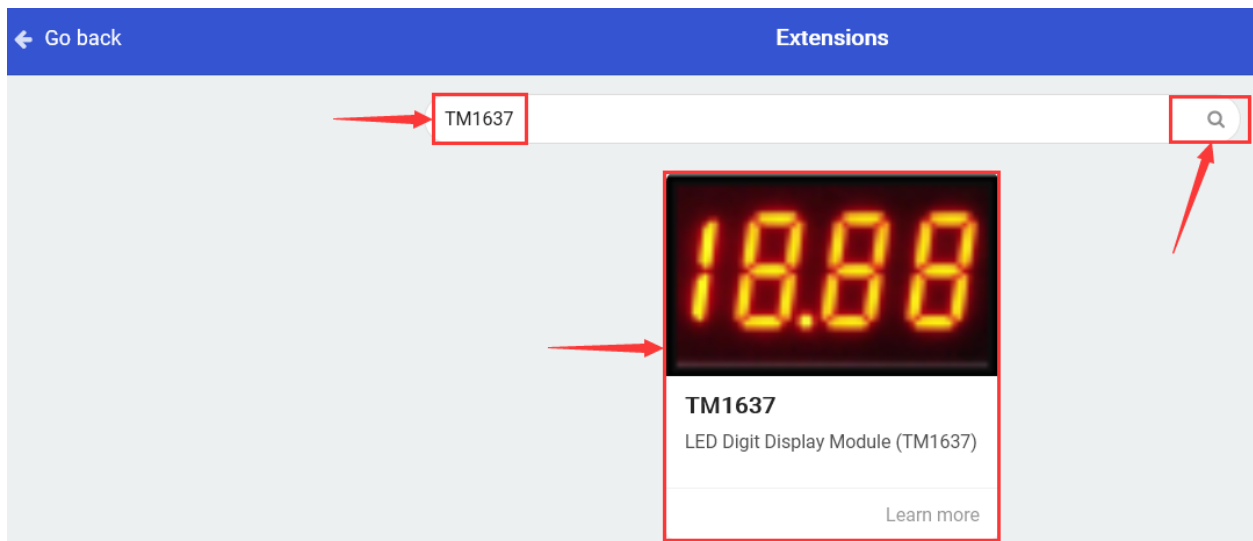 Go back
Extensions
TM1637
18.88
TM1637
LED Digit Display Module (TM1637)
Learn more